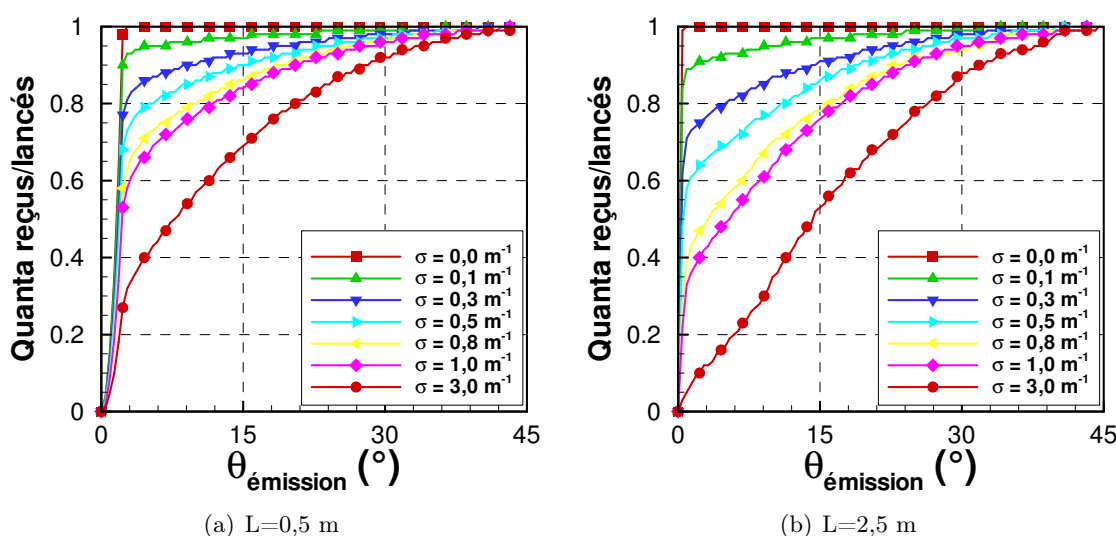 Quanta reçus/lancés
1
0.8
0.6
0.4
0.2
0
σ = 0,0 m⁻¹
σ = 0,1 m⁻¹
σ = 0,3 m⁻¹
σ = 0,5 m⁻¹
σ = 0,8 m⁻¹
σ = 1,0 m⁻¹
σ = 3,0 m⁻¹
0 15 30 45
θémission (°)
(a) L=0,5 m
Quanta reçus/lancés
1
0.8
0.6
0.4
0.2
0
σ = 0,0 m⁻¹
σ = 0,1 m⁻¹
σ = 0,3 m⁻¹
σ = 0,5 m⁻¹
σ = 0,8 m⁻¹
σ = 1,0 m⁻¹
σ = 3,0 m⁻¹
0 15 30 45
θémission (°)
(b) L=2,5 m